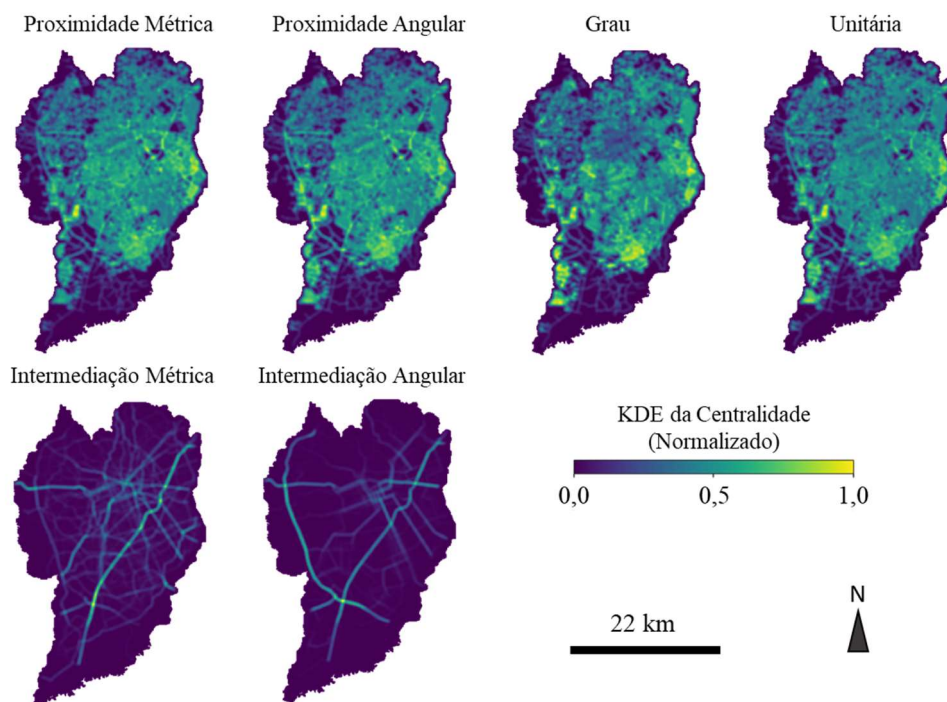 Proximidade Métrica
Proximidade Angular
Grau
Unitária
Intermediação Métrica
Intermediação Angular
KDE da Centralidade
(Normalizado)
0,0
0,5
1,0
22 km
N